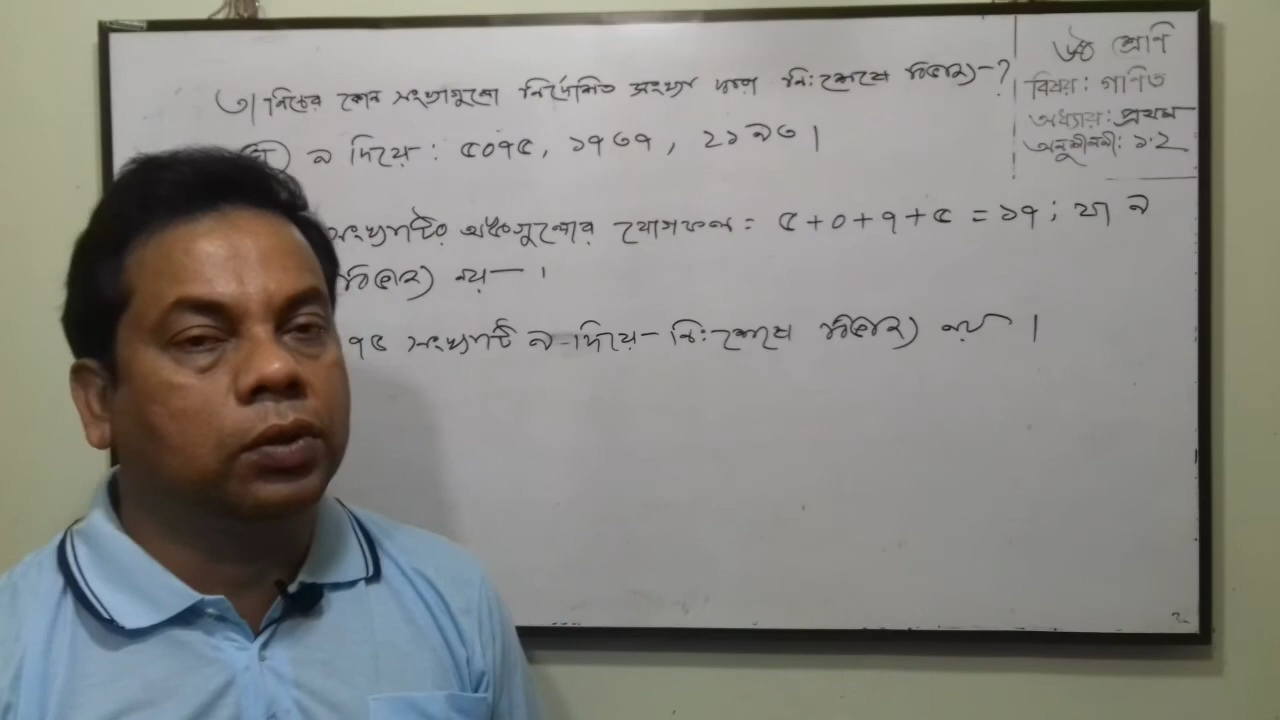 ৩। নিচের কোন সংখ্যাগুলো নির্দেশিত সংখ্যা দ্বারা নিঃশেষে বিভাজ্য-?
৯ দিয়ে : ৫০৭৫, ১৭৩৭, ২১৯৩।
সংখ্যাটির অঙ্কগুলোর যোগফল = ৫+০+৭+৫ = ১৭; যা ৯
বিভাজ্য নয়।
৭৫ সংখ্যাটি ৯ দিয়ে নিঃশেষে বিভাজ্য নয়।
৬ষ্ঠ শ্রেণি
বিষয়: গণিত
অধ্যায়: প্রথম
অনুশীলনী: ১.২